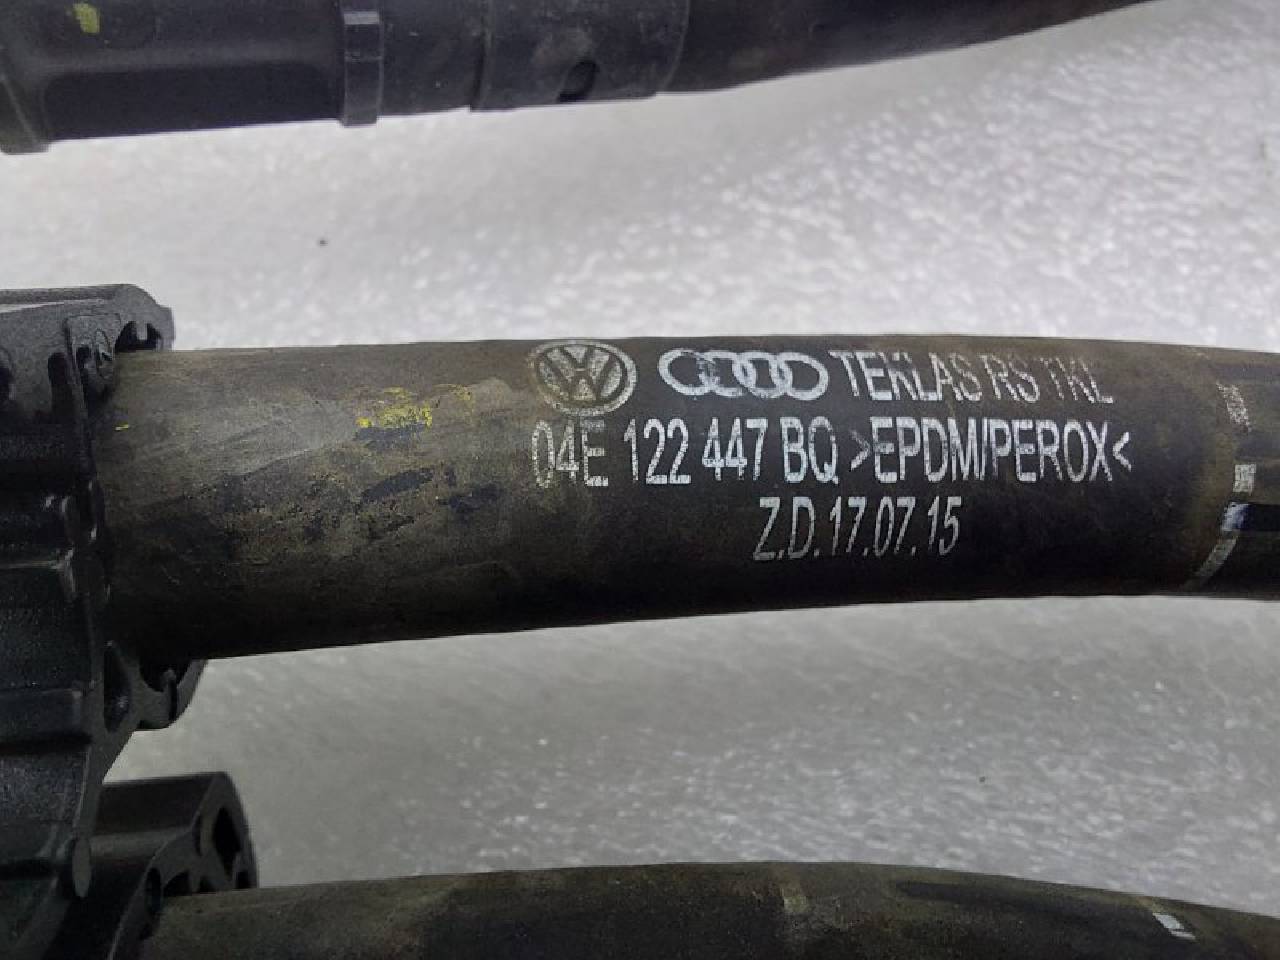 TEKLAS RS TKL
04E 122 447 BQ >EPDM/PEROX<
Z.D.17.07.15